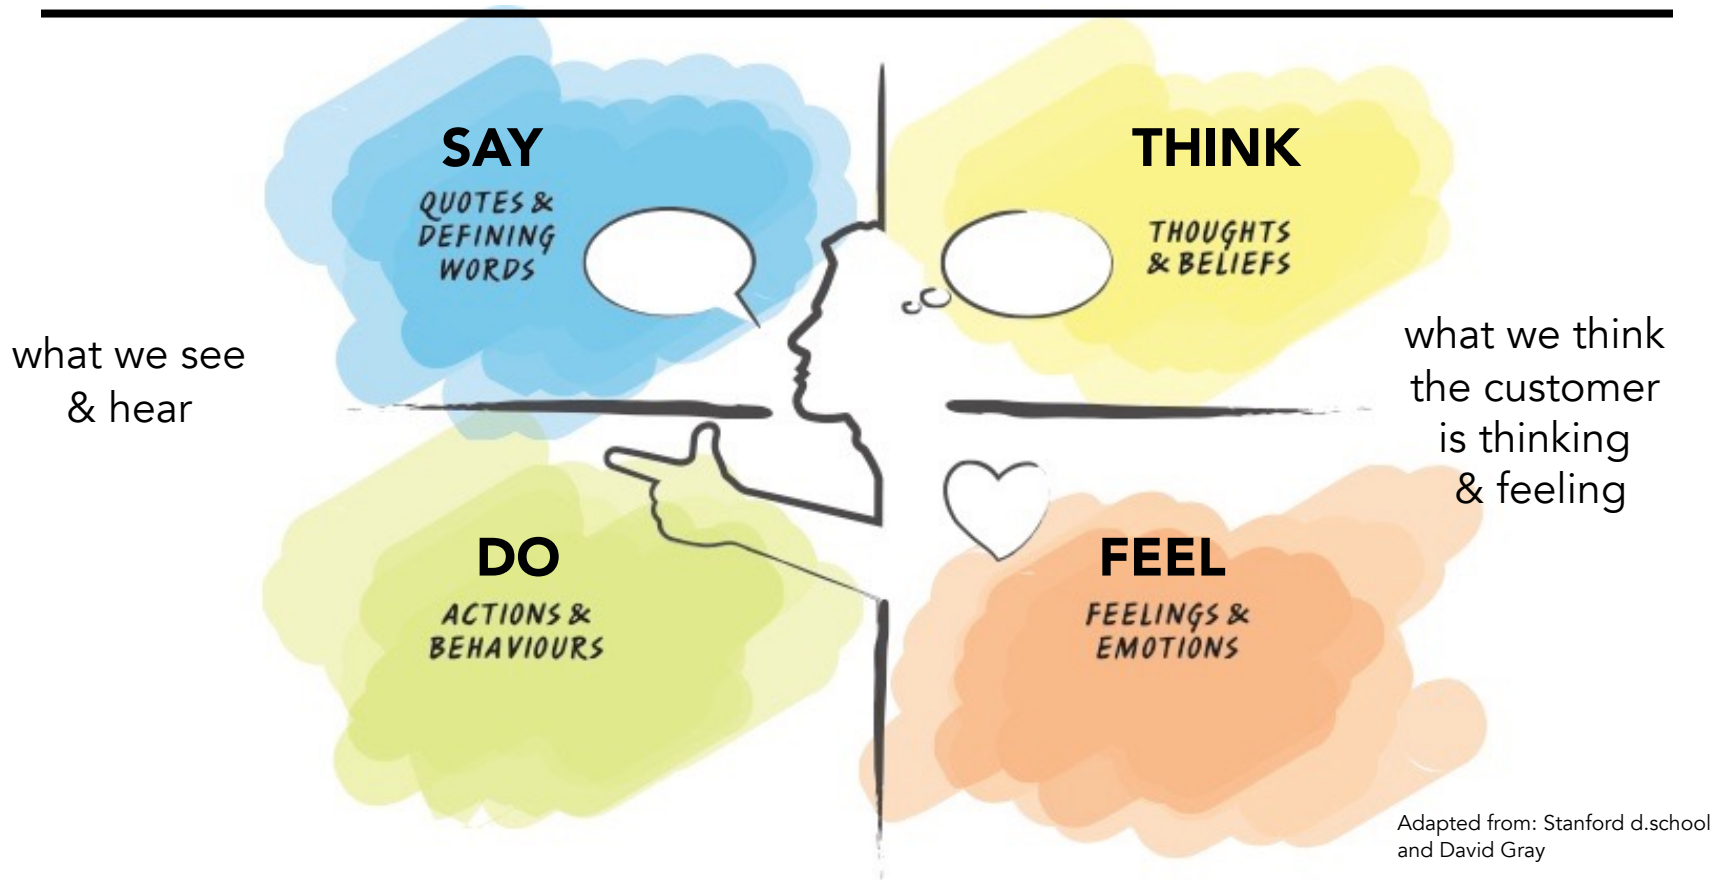 SAY
QUOTES &
DEFINING
WORDS
THINK
THOUGHTS
& BELIEFS
what we see
& hear
what we think
the customer
is thinking
& feeling
DO
ACTIONS &
BEHAVIOURS
FEEL
FEELINGS &
EMOTIONS
Adapted from: Stanford d.school
and David Gray